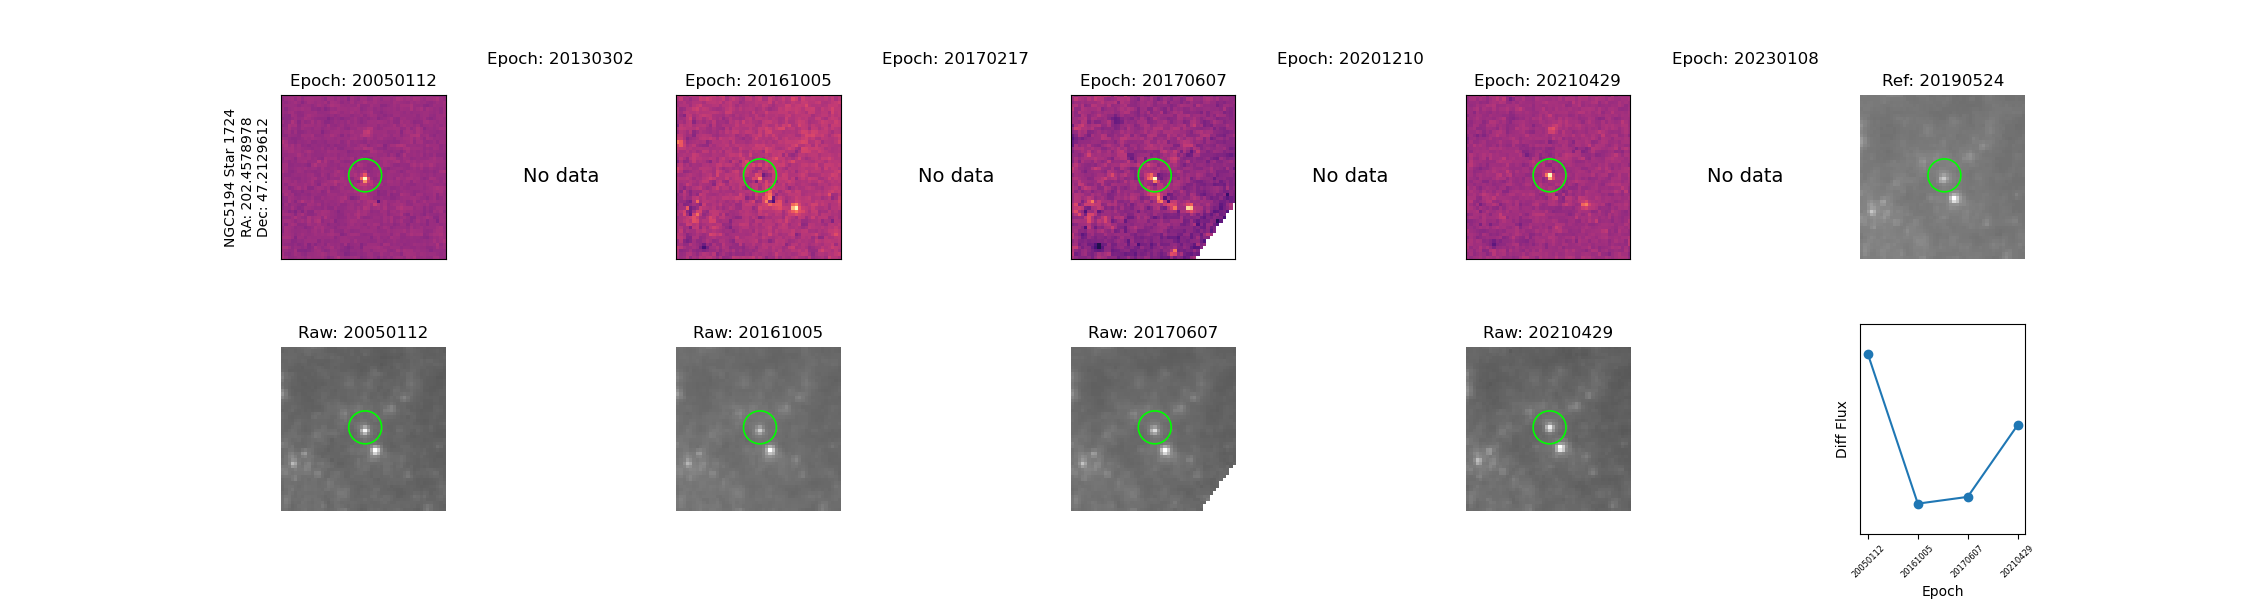 Epoch: 20130302
Epoch: 20170217
Epoch: 20201210
Epoch: 20230108
Epoch: 20050112
Epoch: 20161005
Epoch: 20170607
Epoch: 20210429
Ref: 20190524
NGC5194 Star 1724
RA: 202.4578978
Dec: 47.2129612
No data
No data
No data
No data
Raw: 20050112
Raw: 20161005
Raw: 20170607
Raw: 20210429
Diff Flux
20050112
20161005
20170607
20210429
Epoch